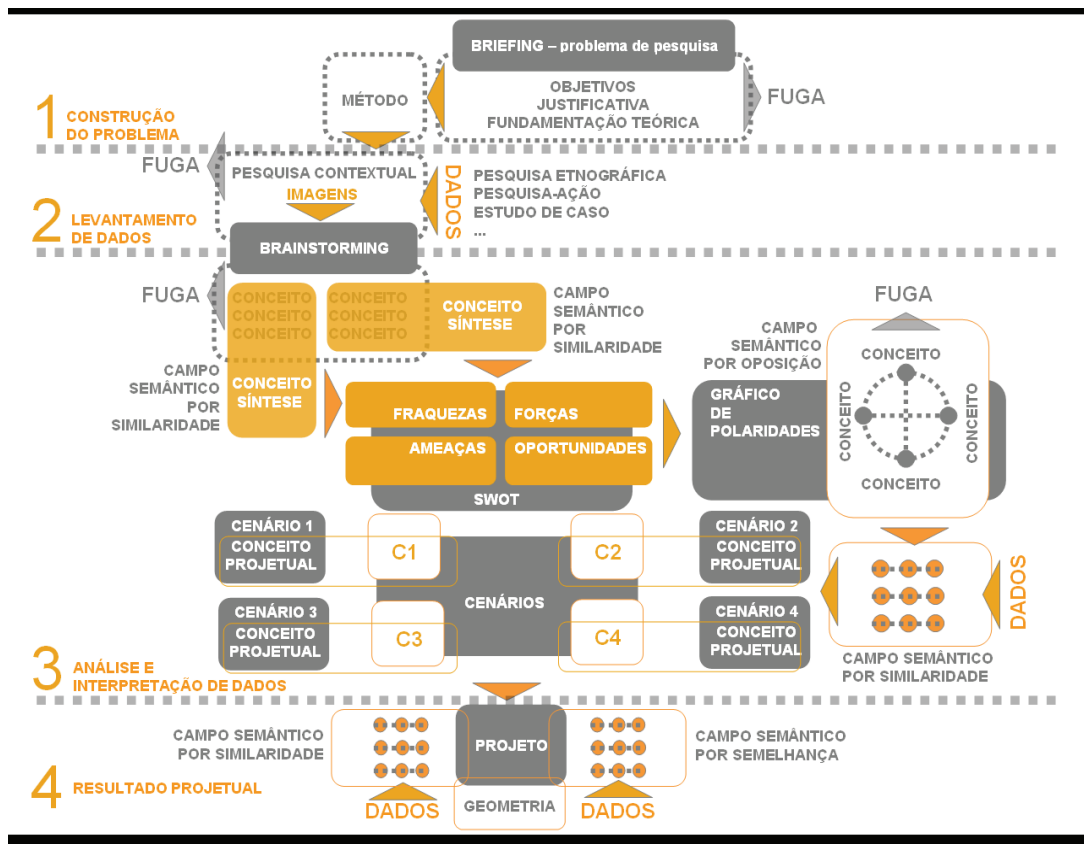 BRIEFING – problema de pesquisa
OBJETIVOS
JUSTIFICATIVA
FUNDAMENTAÇÃO TEÓRICA
MÉTODO
FUGA
1 CONSTRUÇÃO
DO PROBLEMA
FUGA
PESQUISA CONTEXTUAL
IMAGENS
DADOS
PESQUISA ETNOGRÁFICA
PESQUISA-AÇÃO
ESTUDO DE CASO
...
2 LEVANTAMENTO
DE DADOS
BRAINSTORMING
FUGA
CONCEITO
CONCEITO
CONCEITO
CONCEITO
SÍNTESE
CONCEITO
CONCEITO
CONCEITO
CONCEITO
SÍNTESE
CAMPO
SEMÂNTICO
POR
SIMILARIDADE
CAMPO
SEMÂNTICO
POR
SIMILARIDADE
FRAQUEZAS
FORÇAS
AMEAÇAS
OPORTUNIDADES
SWOT
FUGA
CAMPO
SEMÂNTICO
POR OPOSIÇÃO
GRÁFICO
DE
POLARIDADES
CONCEITO
CONCEITO
CONCEITO
CONCEITO
CENÁRIO 1
CONCEITO
PROJETUAL
C1
C2
CENÁRIO 2
CONCEITO
PROJETUAL
CENÁRIOS
CENÁRIO 3
CONCEITO
PROJETUAL
C3
C4
CENÁRIO 4
CONCEITO
PROJETUAL
DADOS
CAMPO SEMÂNTICO
POR SIMILARIDADE
3 ANÁLISE E
INTERPRETAÇÃO DE DADOS
CAMPO SEMÂNTICO
POR SIMILARIDADE
PROJETO
CAMPO SEMÂNTICO
POR SEMELHANÇA
4 RESULTADO PROJETUAL
DADOS
GEOMETRIA
DADOS